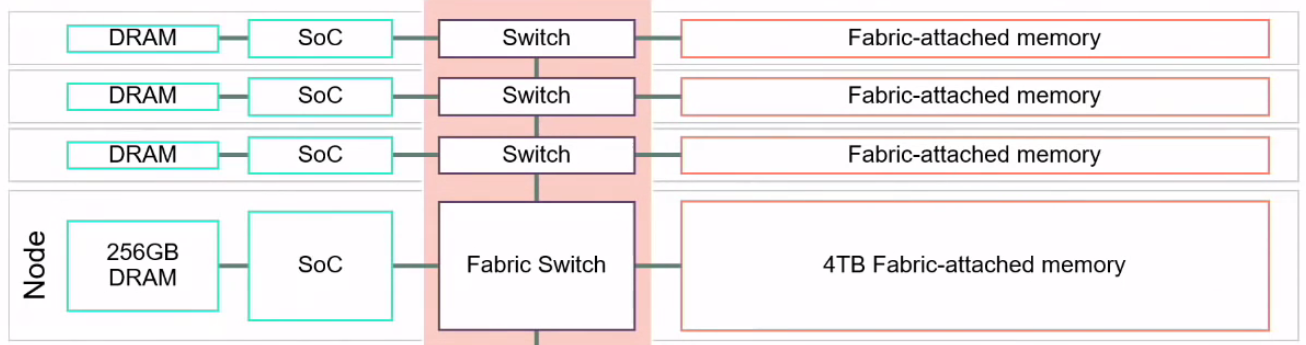 DRAM SoC Switch Fabric-attached memory
DRAM SoC Switch Fabric-attached memory
DRAM SoC Switch Fabric-attached memory
Node
256GB
DRAM
SoC
Fabric Switch
4TB Fabric-attached memory